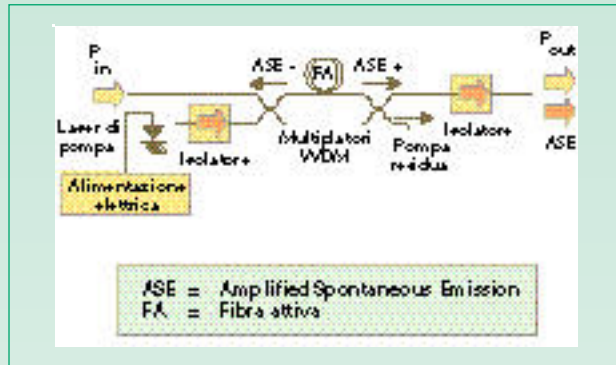 P in
ASE -
FA
ASE +
P out
Laser di pompa
Isolatore
Multiplatori WDM
Pompa residua
Isolatore
ASE
Alimentazione elettrica
ASE = Amplified Spontaneous Emission
FA = Fibra attiva